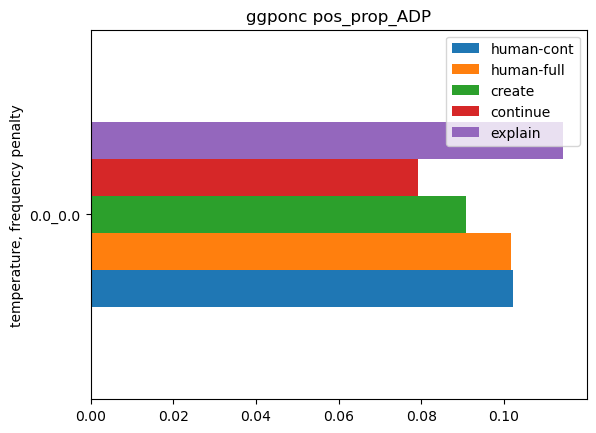 ggponc pos_prop_ADP
human-cont
human-full
create
continue
explain
temperature, frequency penalty
0.0_0.0
0.00 0.02 0.04 0.06 0.08 0.10